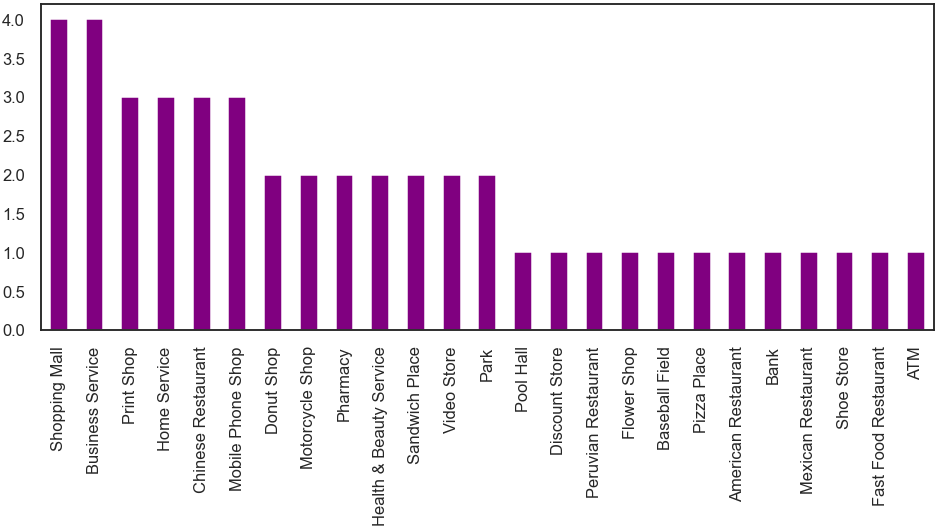 4.0
3.5
3.0
2.5
2.0
1.5
1.0
0.5
0.0
Shopping Mall
Business Service
Print Shop
Home Service
Chinese Restaurant
Mobile Phone Shop
Donut Shop
Motorcycle Shop
Pharmacy
Health & Beauty Service
Sandwich Place
Video Store
Park
Pool Hall
Discount Store
Peruvian Restaurant
Flower Shop
Baseball Field
Pizza Place
American Restaurant
Bank
Mexican Restaurant
Shoe Store
Fast Food Restaurant
ATM